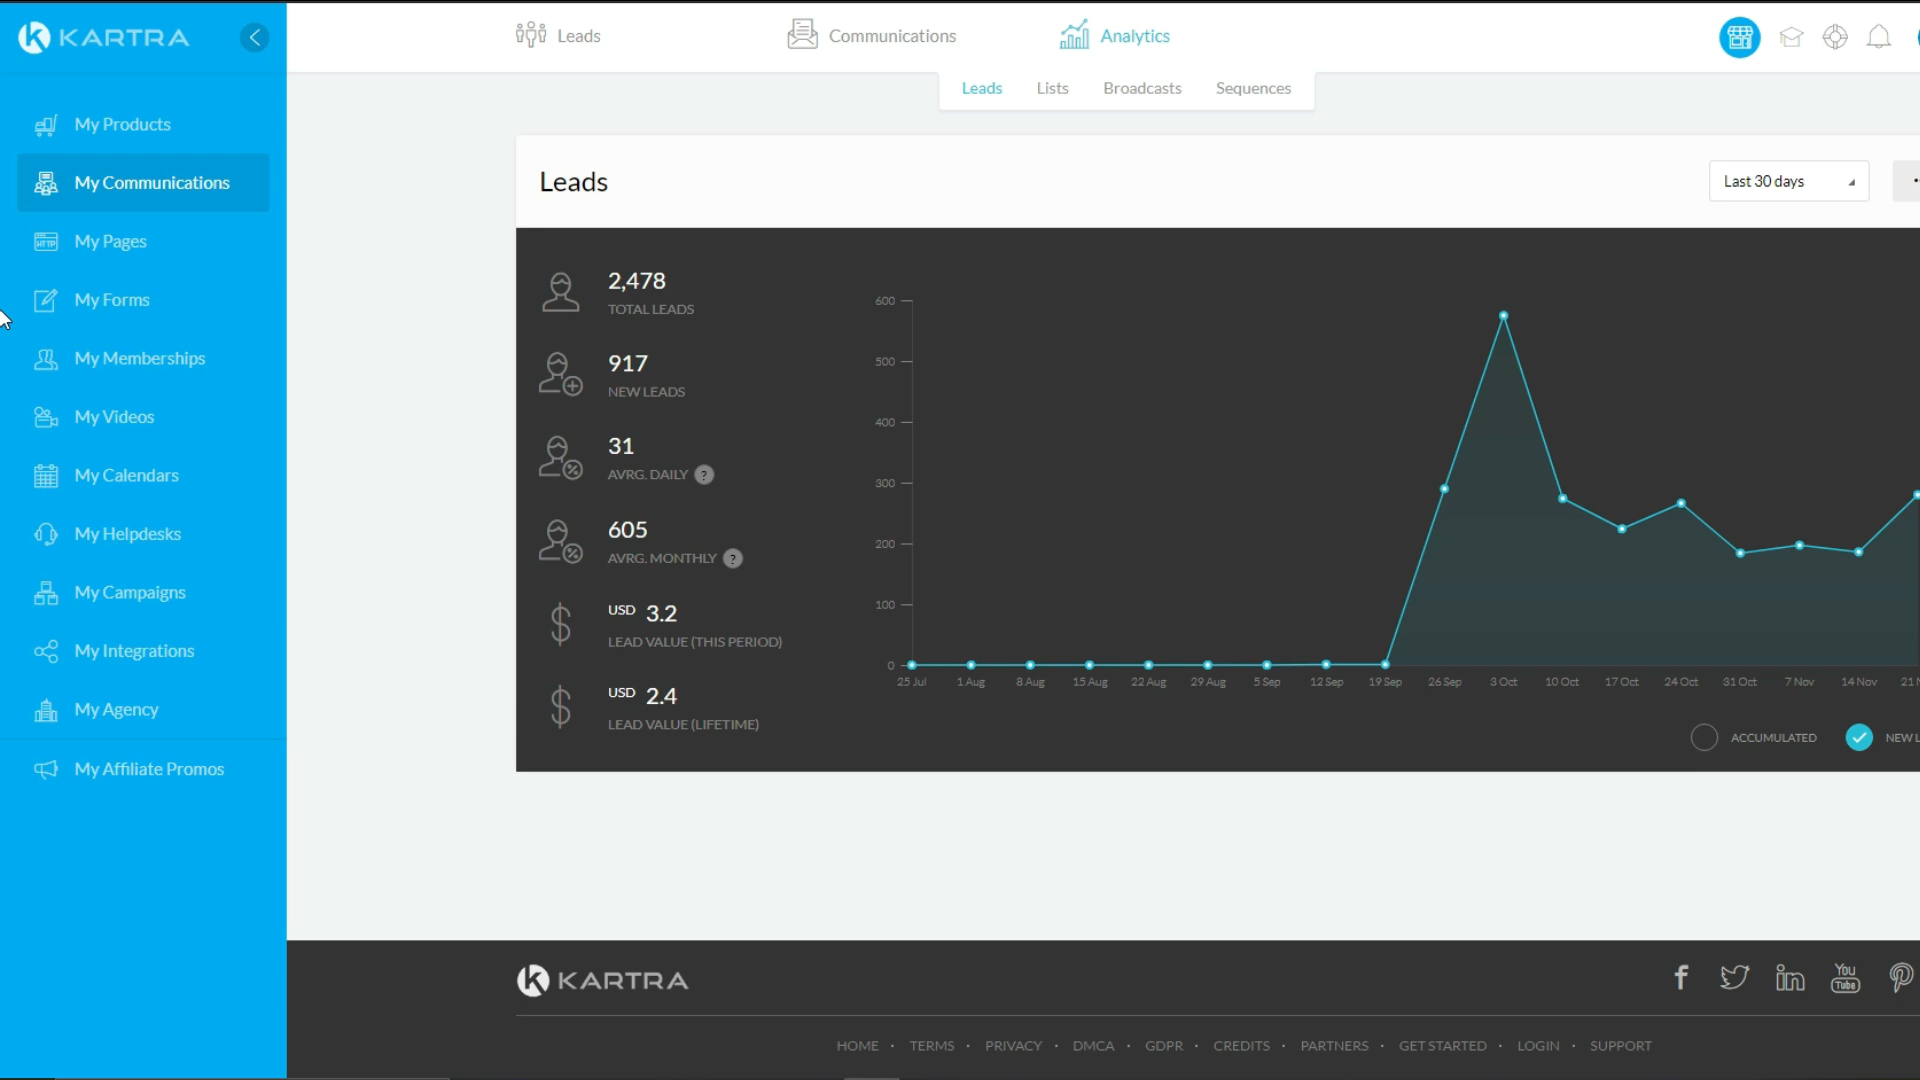 KARTRA
My Products
My Communications
My Pages
HTTP
My Forms
My Memberships
My Videos
My Calendars
My Helpdesks
My Campaigns
My Integrations
My Agency
My Affiliate Promos
Leads
Communications
Analytics
Leads
Lists
Broadcasts
Sequences
Leads
Last 30 days
2,478
TOTAL LEADS
917
NEW LEADS
31
AVRG. DAILY ?
605
AVRG. MONTHLY ?
USD 3.2
LEAD VALUE (THIS PERIOD)
USD 2.4
LEAD VALUE (LIFETIME)
600
500
400
300
200
100
0
25 Jul 1 Aug 8 Aug 15 Aug 22 Aug 29 Aug 5 Sep 12 Sep 19 Sep 26 Sep 3 Oct 10 Oct 17 Oct 24 Oct 31 Oct 7 Nov 14 Nov 21 N
ACCUMULATED
NEW L
KARTRA
f
in
You Tube
HOME · TERMS · PRIVACY · DMCA · GDPR · CREDITS · PARTNERS · GET STARTED · LOGIN · SUPPORT